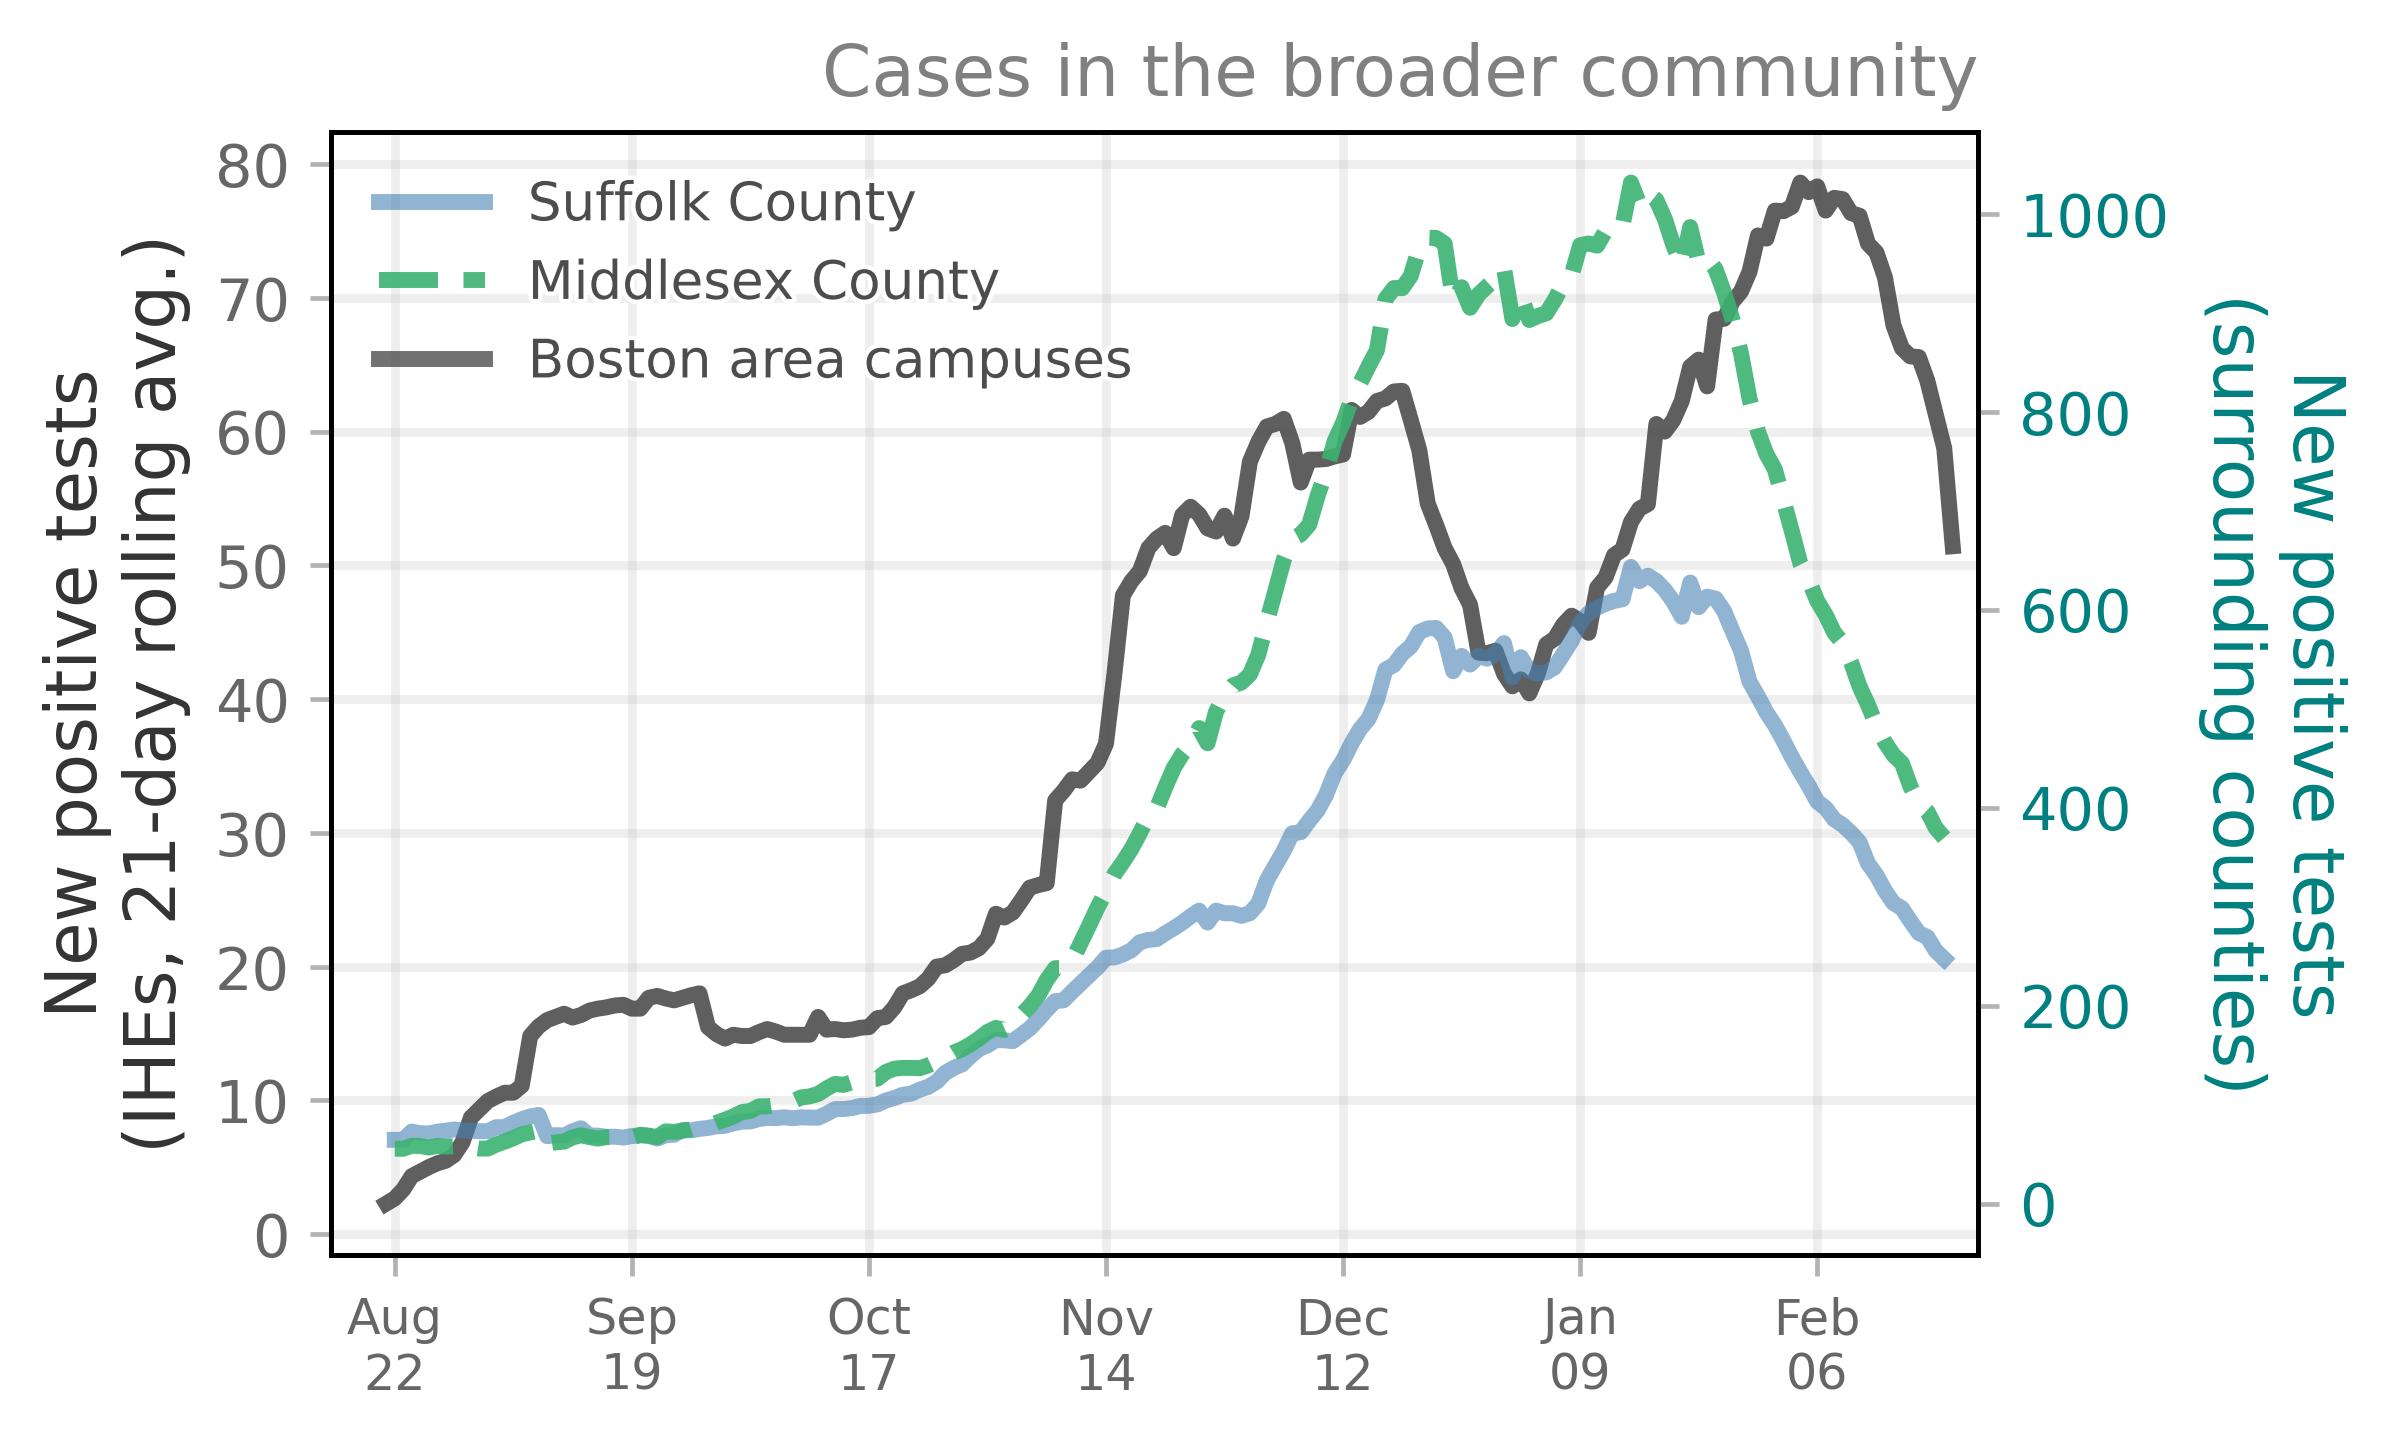 Cases in the broader community
New positive tests
(IHEs, 21-day rolling avg.)
80
70
60
50
40
30
20
10
0
Suffolk County
Middlesex County
Boston area campuses
1000
800
600
400
200
0
New positive tests
(surrounding counties)
Aug
22
Sep
19
Oct
17
Nov
14
Dec
12
Jan
09
Feb
06